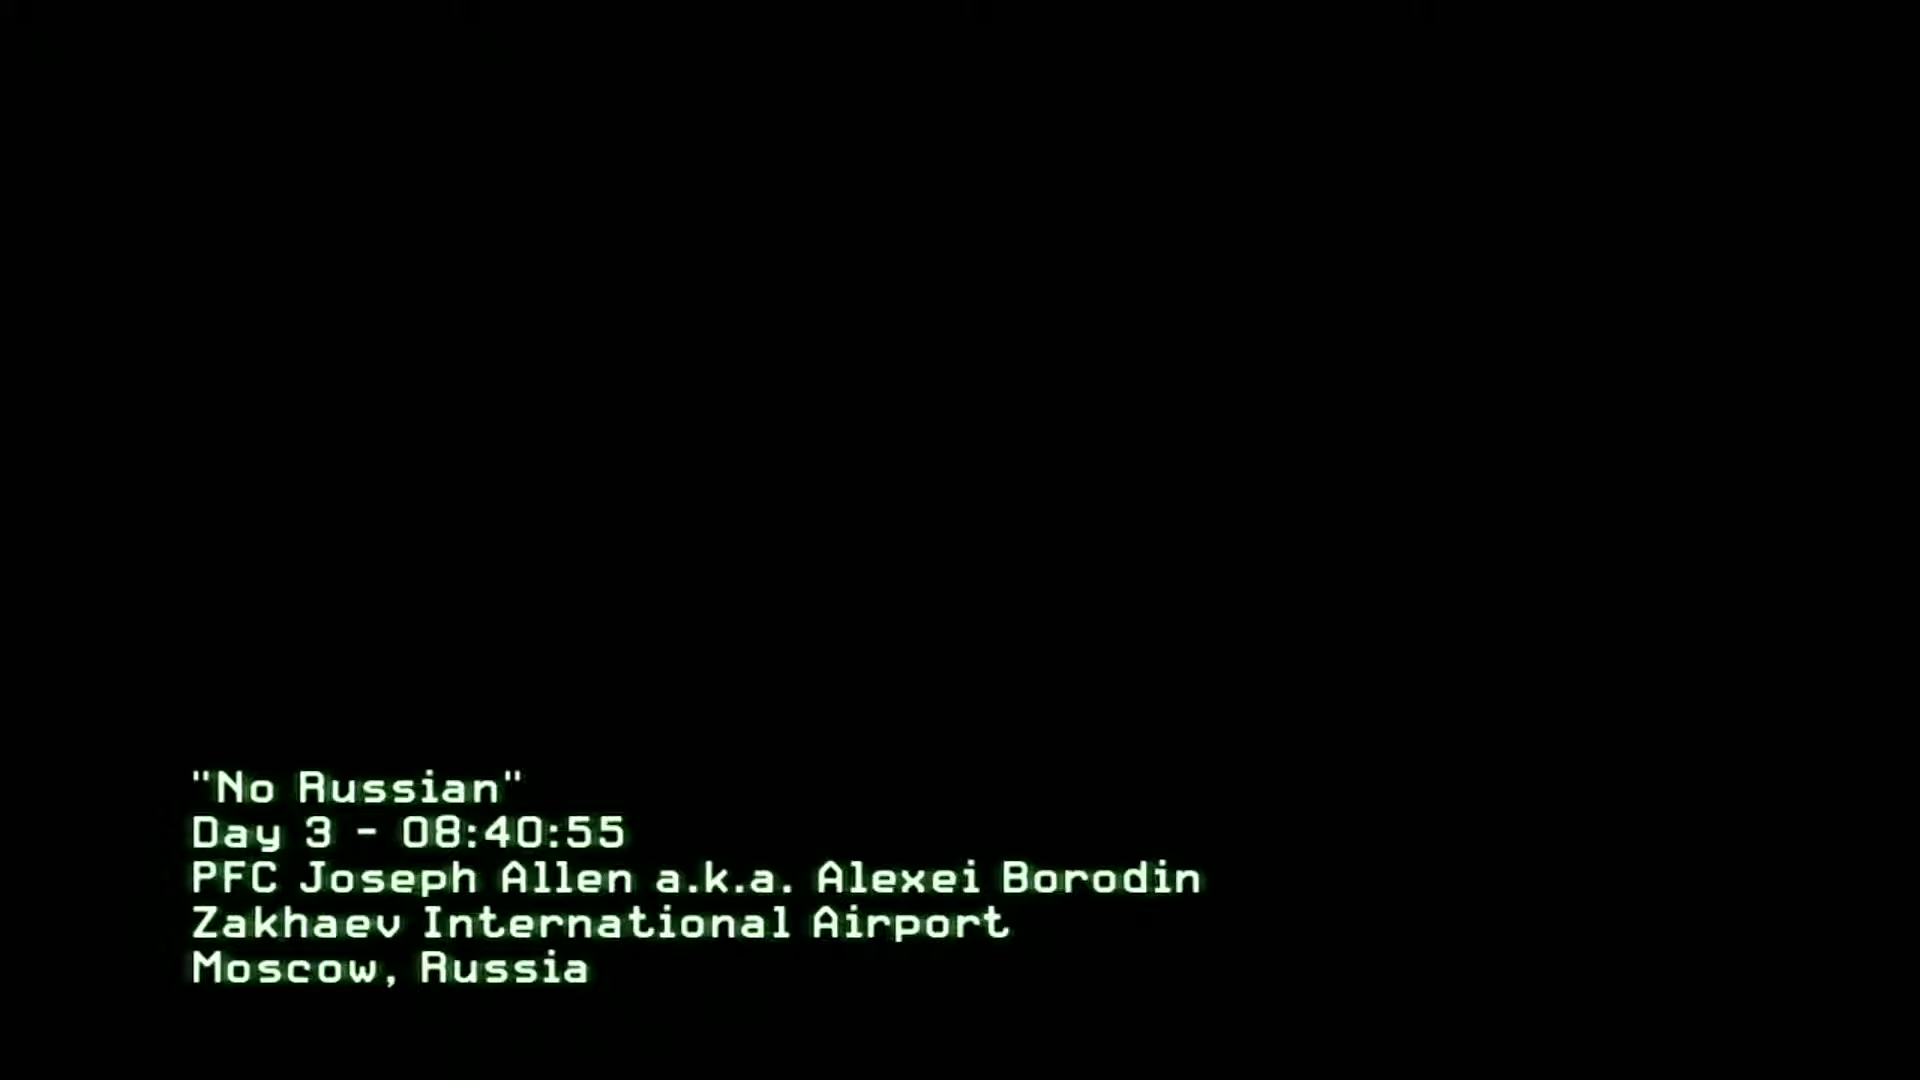 "No Russian"
Day 3 - 08:40:55
PFC Joseph Allen a.k.a. Alexei Borodin
Zakhaev International Airport
Moscow, Russia